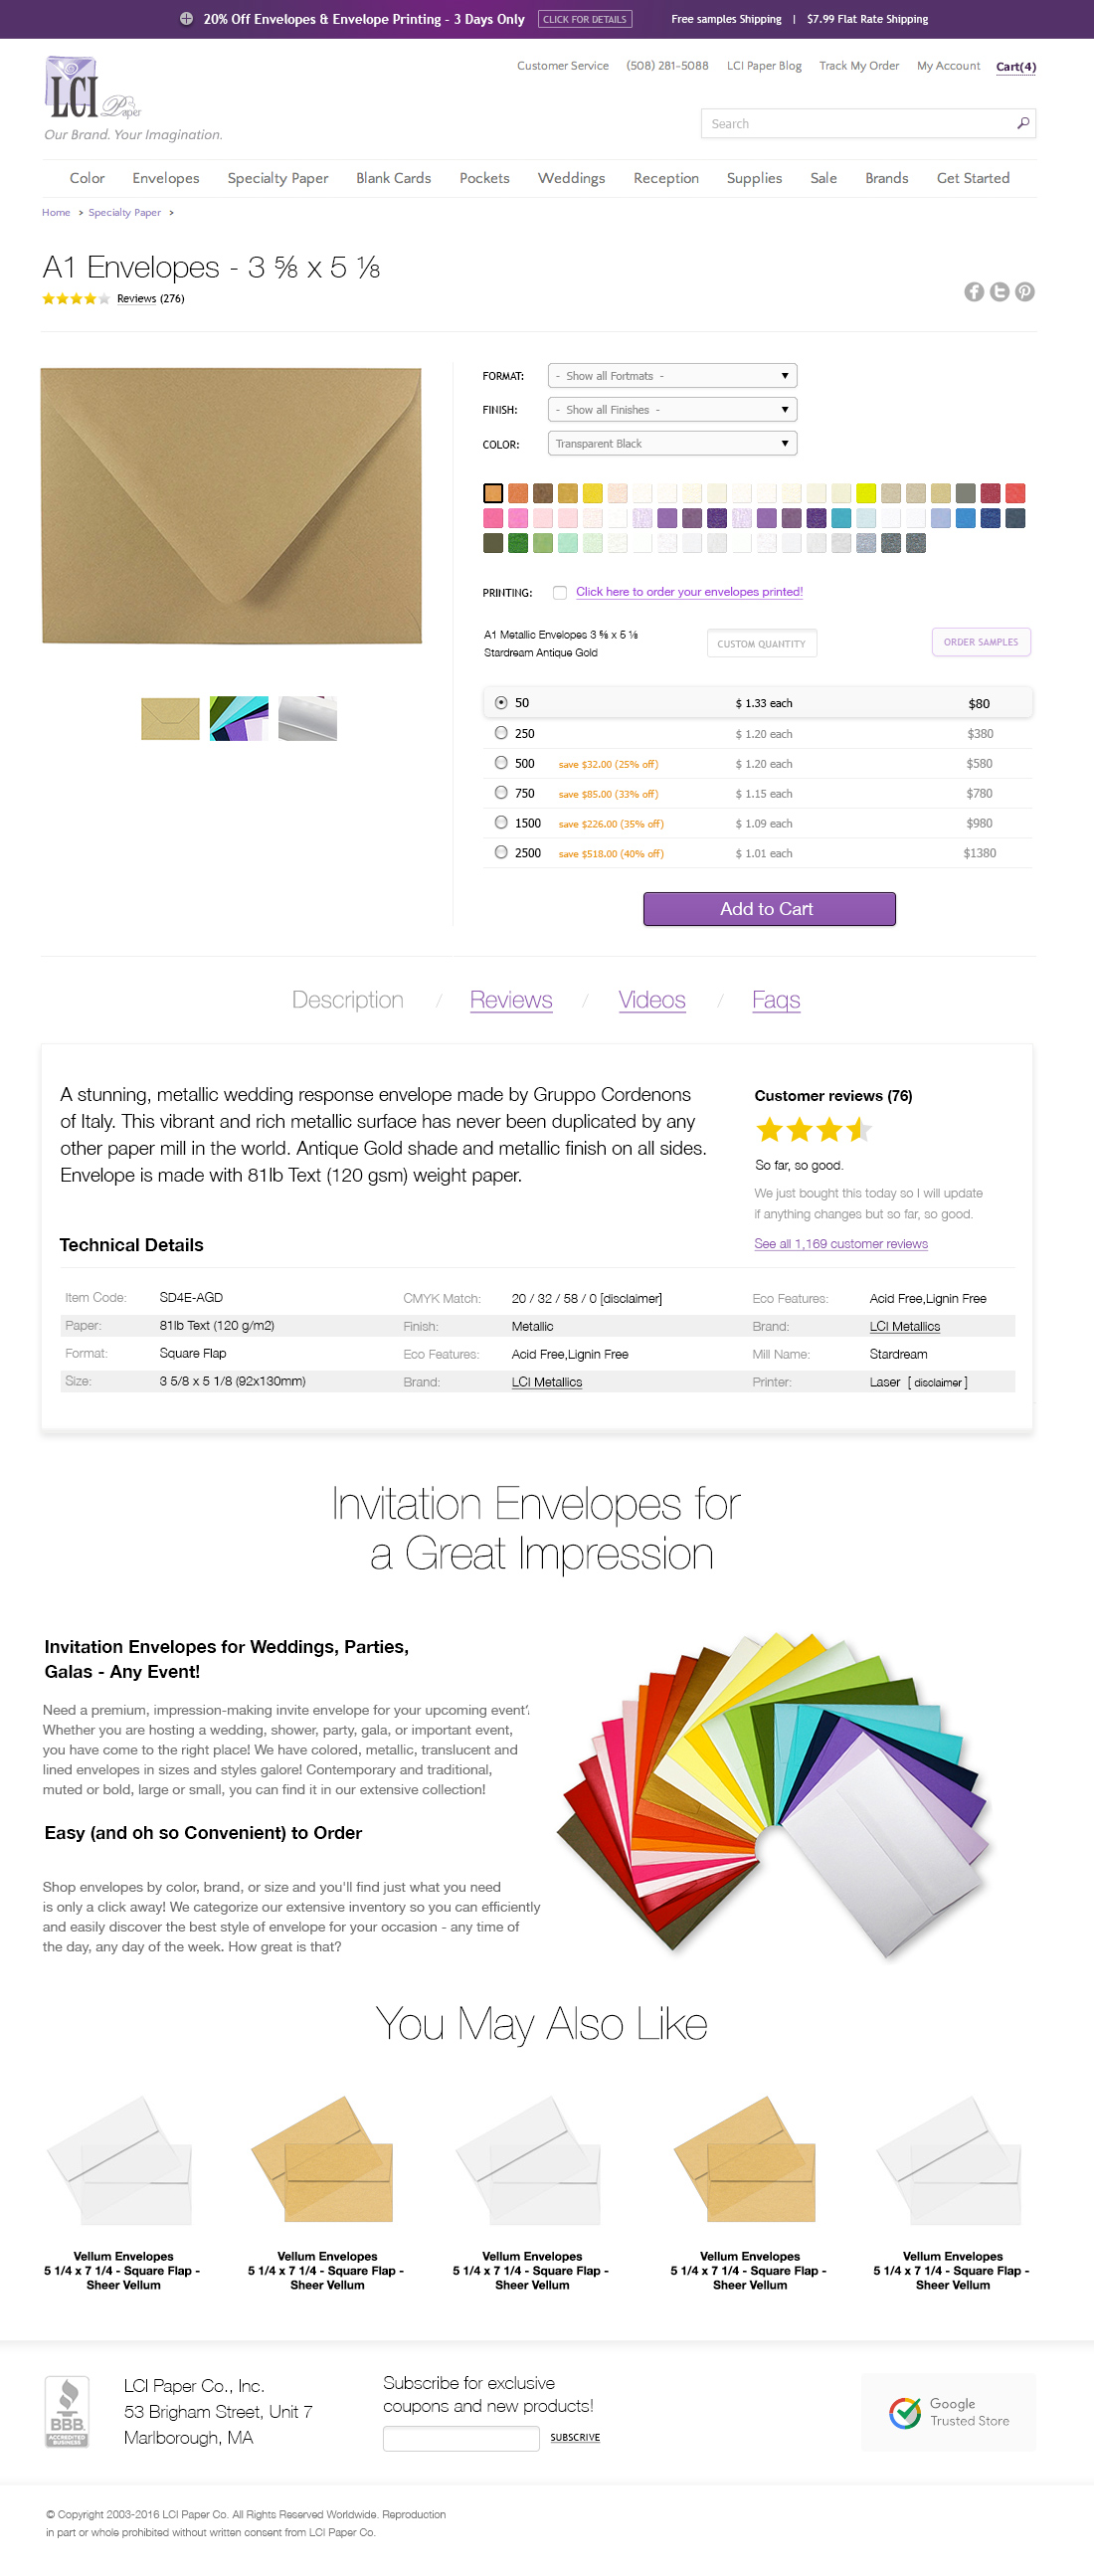 20% Off Envelopes & Envelope Printing - 3 Days Only CLICK FOR DETAILS Free samples Shipping | $7.99 Flat Rate Shipping
LCI Paper
Our Brand. Your Imagination.
Customer Service (508) 281-5088 LCI Paper Blog Track My Order My Account Cart(4)
Search
Color Envelopes Specialty Paper Blank Cards Pockets Weddings Reception Supplies Sale Brands Get Started
Home > Specialty Paper >
A1 Envelopes - 3 ⅝ x 5 ⅛
Reviews (276)
FORMAT: - Show all Fortmats -
FINISH: - Show all Finishes -
COLOR: Transparent Black
PRINTING: Click here to order your envelopes printed!
A1 Metallic Envelopes 3 ⅝ x 5 ⅛
Stardream Antique Gold
CUSTOM QUANTITY
ORDER SAMPLES
50 $ 1.33 each $80
250 $ 1.20 each $380
500 save $32.00 (25% off) $ 1.20 each $580
750 save $85.00 (33% off) $ 1.15 each $780
1500 save $226.00 (35% off) $ 1.09 each $980
2500 save $518.00 (40% off) $ 1.01 each $1380
Add to Cart
Description / Reviews / Videos / Faqs
A stunning, metallic wedding response envelope made by Gruppo Cordenons
of Italy. This vibrant and rich metallic surface has never been duplicated by any
other paper mill in the world. Antique Gold shade and metallic finish on all sides.
Envelope is made with 81lb Text (120 gsm) weight paper.
Customer reviews (76)
So far, so good.
We just bought this today so I will update
if anything changes but so far, so good.
See all 1,169 customer reviews
Technical Details
Item Code: SD4E-AGD CMYK Match: 20 / 32 / 58 / 0 [disclaimer] Eco Features: Acid Free,Lignin Free
Paper: 81lb Text (120 g/m2) Finish: Metallic Brand: LCI Metallics
Format: Square Flap Eco Features: Acid Free,Lignin Free Mill Name: Stardream
Size: 3 5/8 x 5 1/8 (92x130mm) Brand: LCI Metallics Printer: Laser [ disclaimer ]
Invitation Envelopes for
a Great Impression
Invitation Envelopes for Weddings, Parties,
Galas - Any Event!
Need a premium, impression-making invite envelope for your upcoming event?
Whether you are hosting a wedding, shower, party, gala, or important event,
you have come to the right place! We have colored, metallic, translucent and
lined envelopes in sizes and styles galore! Contemporary and traditional,
muted or bold, large or small, you can find it in our extensive collection!
Easy (and oh so Convenient) to Order
Shop envelopes by color, brand, or size and you'll find just what you need
is only a click away! We categorize our extensive inventory so you can efficiently
and easily discover the best style of envelope for your occasion - any time of
the day, any day of the week. How great is that?
You May Also Like
Vellum Envelopes
5 1/4 x 7 1/4 - Square Flap -
Sheer Vellum
Vellum Envelopes
5 1/4 x 7 1/4 - Square Flap -
Sheer Vellum
Vellum Envelopes
5 1/4 x 7 1/4 - Square Flap -
Sheer Vellum
Vellum Envelopes
5 1/4 x 7 1/4 - Square Flap -
Sheer Vellum
Vellum Envelopes
5 1/4 x 7 1/4 - Square Flap -
Sheer Vellum
BBB.
ACCREDITED
BUSINESS
LCI Paper Co., Inc.
53 Brigham Street, Unit 7
Marlborough, MA
Subscribe for exclusive
coupons and new products!
SUBSCRIVE
Google
Trusted Store
© Copyright 2003-2016 LCI Paper Co. All Rights Reserved Worldwide. Reproduction
in part or whole prohibited without written consent from LCI Paper Co.